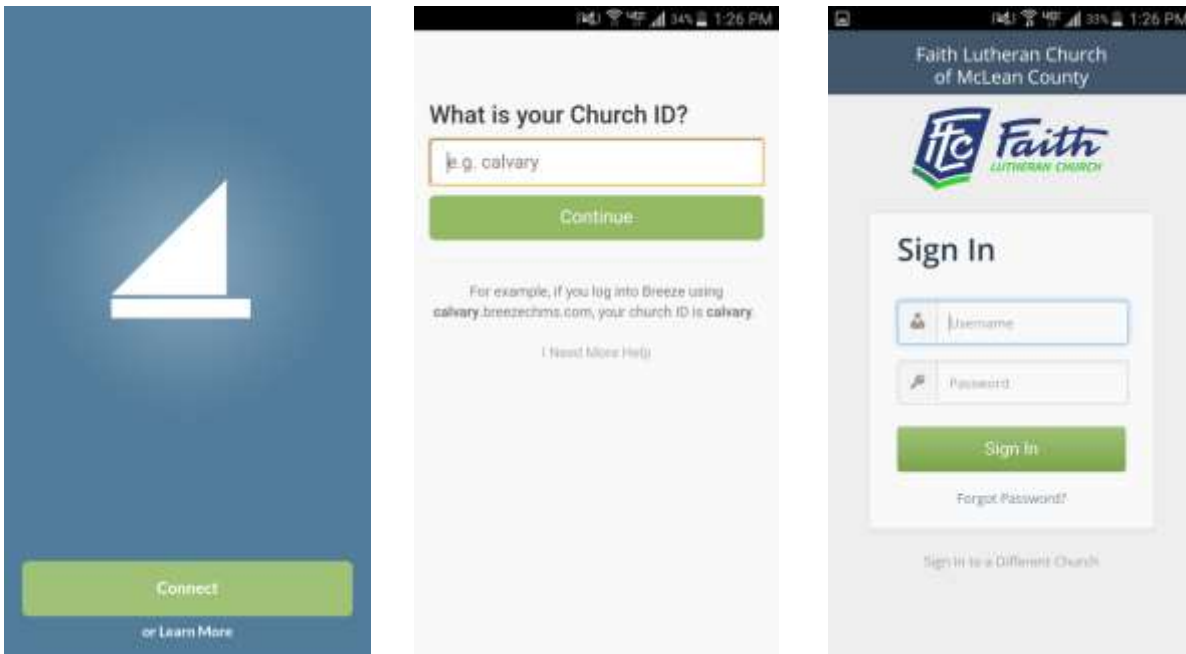 Connect
or Learn More
34% 1:26 PM
What is your Church ID?
e.g. calvary
Continue
For example, if you log into Breeze using
calvary.breezechms.com, your church ID is calvary.
I Need More Help
33% 1:26 PM
Faith Lutheran Church
of McLean County
FLC Faith
LUTHERAN CHURCH
Sign In
Username
Password
Sign In
Forgot Password?
Sign In to a Different Church